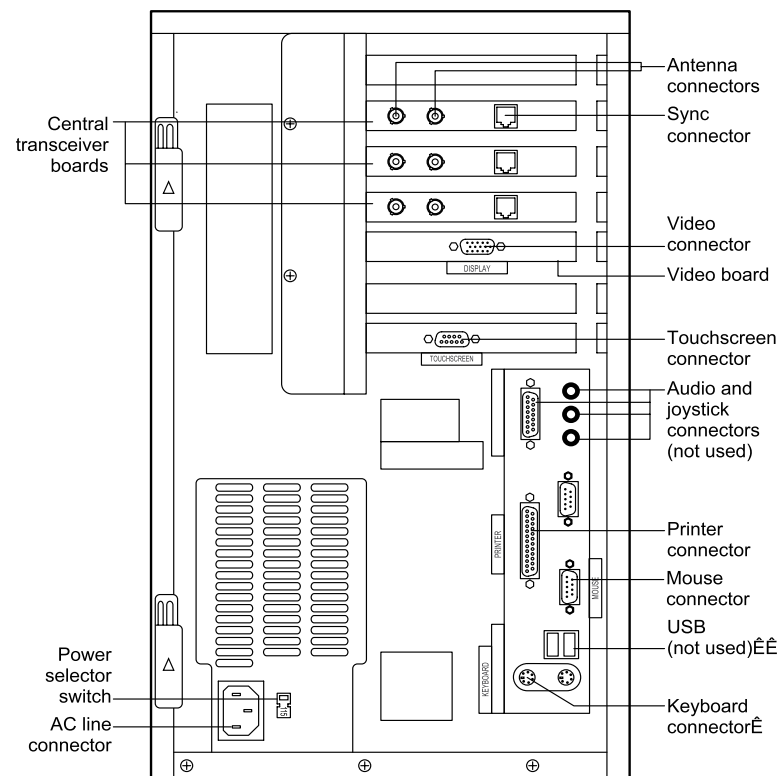 Antenna
connectors
Sync
connector
Central
transceiver
boards
Video
connector
DISPLAY
Video board
Touchscreen
connector
TOUCHSCREEN
Audio and
joystick
connectors
(not used)
PRINTER
Printer
connector
Mouse
connector
MOUSE
USB
(not used)ÊÊ
KEYBOARD
Keyboard
connectorÊ
Power
selector
switch
115
AC line
connector